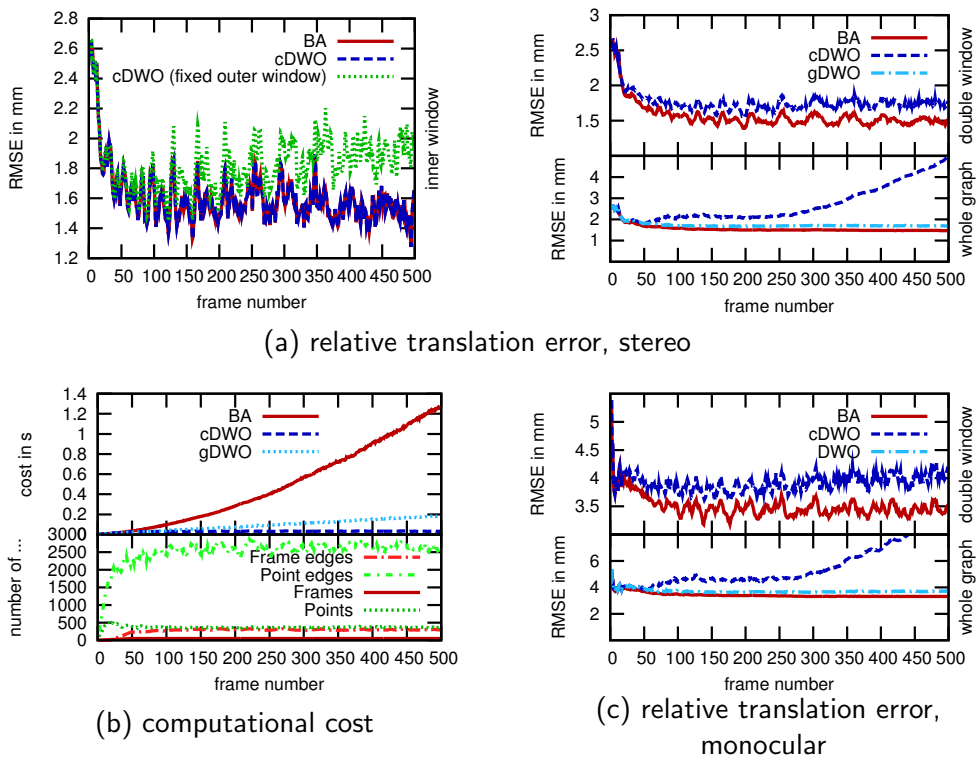 2.8
2.6
2.4
2.2
2
1.8
1.6
1.4
1.2
RMSE in mm
BA
cDWO
cDWO (fixed outer window)
inner window
0 50 100 150 200 250 300 350 400 450 500
frame number
3
2.5
2
1.5
RMSE in mm
BA
cDWO
gDWO
double window
4
3
2
1
RMSE in mm
whole graph
0 50 100 150 200 250 300 350 400 450 500
frame number
(a) relative translation error, stereo
1.4
1.2
1
0.8
0.6
0.4
0.2
cost in s
BA
cDWO
gDWO
3000
2500
2000
1500
1000
500
0
number of ...
Frame edges
Point edges
Frames
Points
0 50 100 150 200 250 300 350 400 450 500
frame number
(b) computational cost
5
4.5
4
3.5
RMSE in mm
BA
cDWO
DWO
double window
8
6
4
2
RMSE in mm
whole graph
0 50 100 150 200 250 300 350 400 450 500
frame number
(c) relative translation error,
monocular